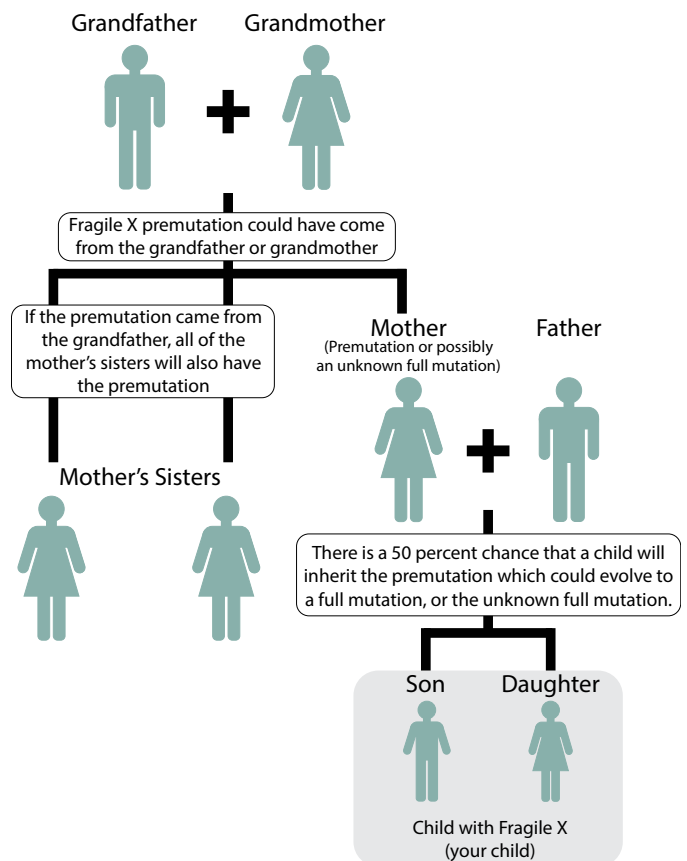 Grandfather
Grandmother
Fragile X premutation could have come
from the grandfather or grandmother
If the premutation came from
the grandfather, all of the
mother’s sisters will also have
the premutation
Mother
(Premutation or possibly
an unknown full mutation)
Father
Mother’s Sisters
There is a 50 percent chance that a child will
inherit the premutation which could evolve to
a full mutation, or the unknown full mutation.
Son
Daughter
Child with Fragile X
(your child)